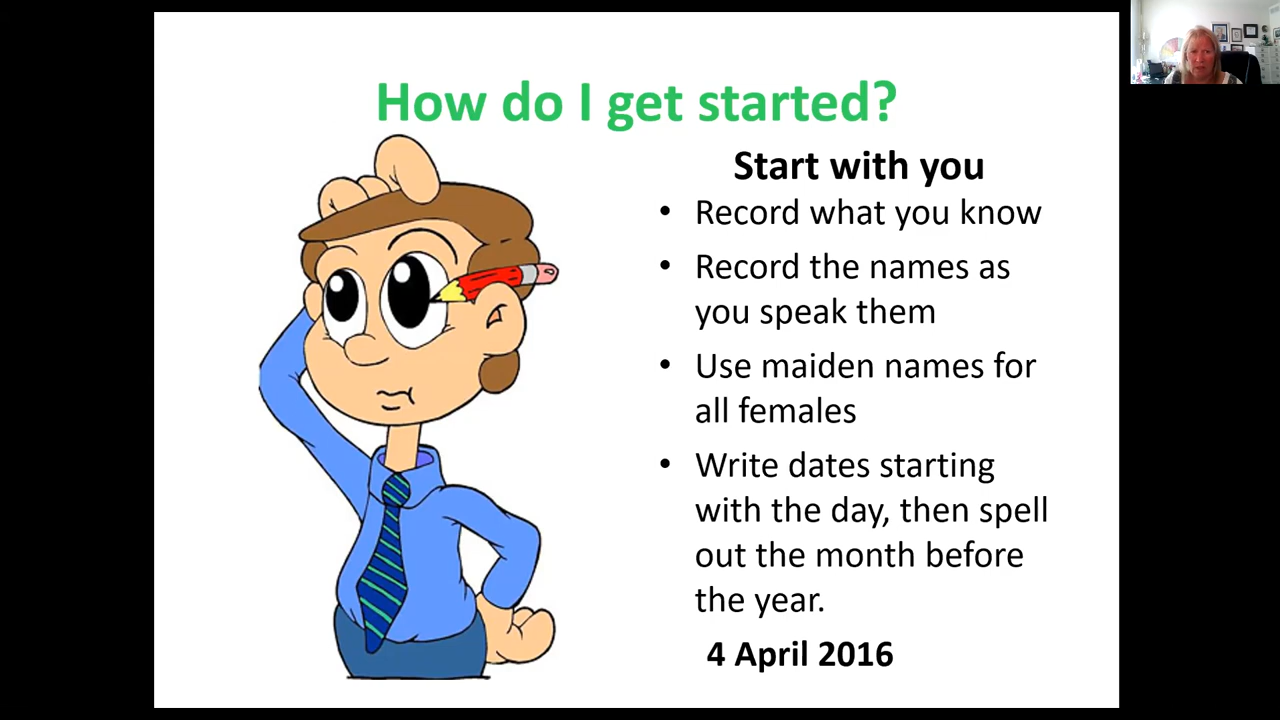 How do I get started?
Start with you
• Record what you know
• Record the names as
you speak them
• Use maiden names for
all females
• Write dates starting
with the day, then spell
out the month before
the year.
4 April 2016